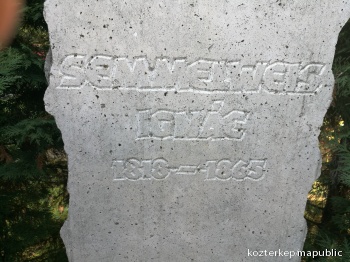 SEMMELWEIS
IGNÁC
1818—1865
kozterkep.mapublic